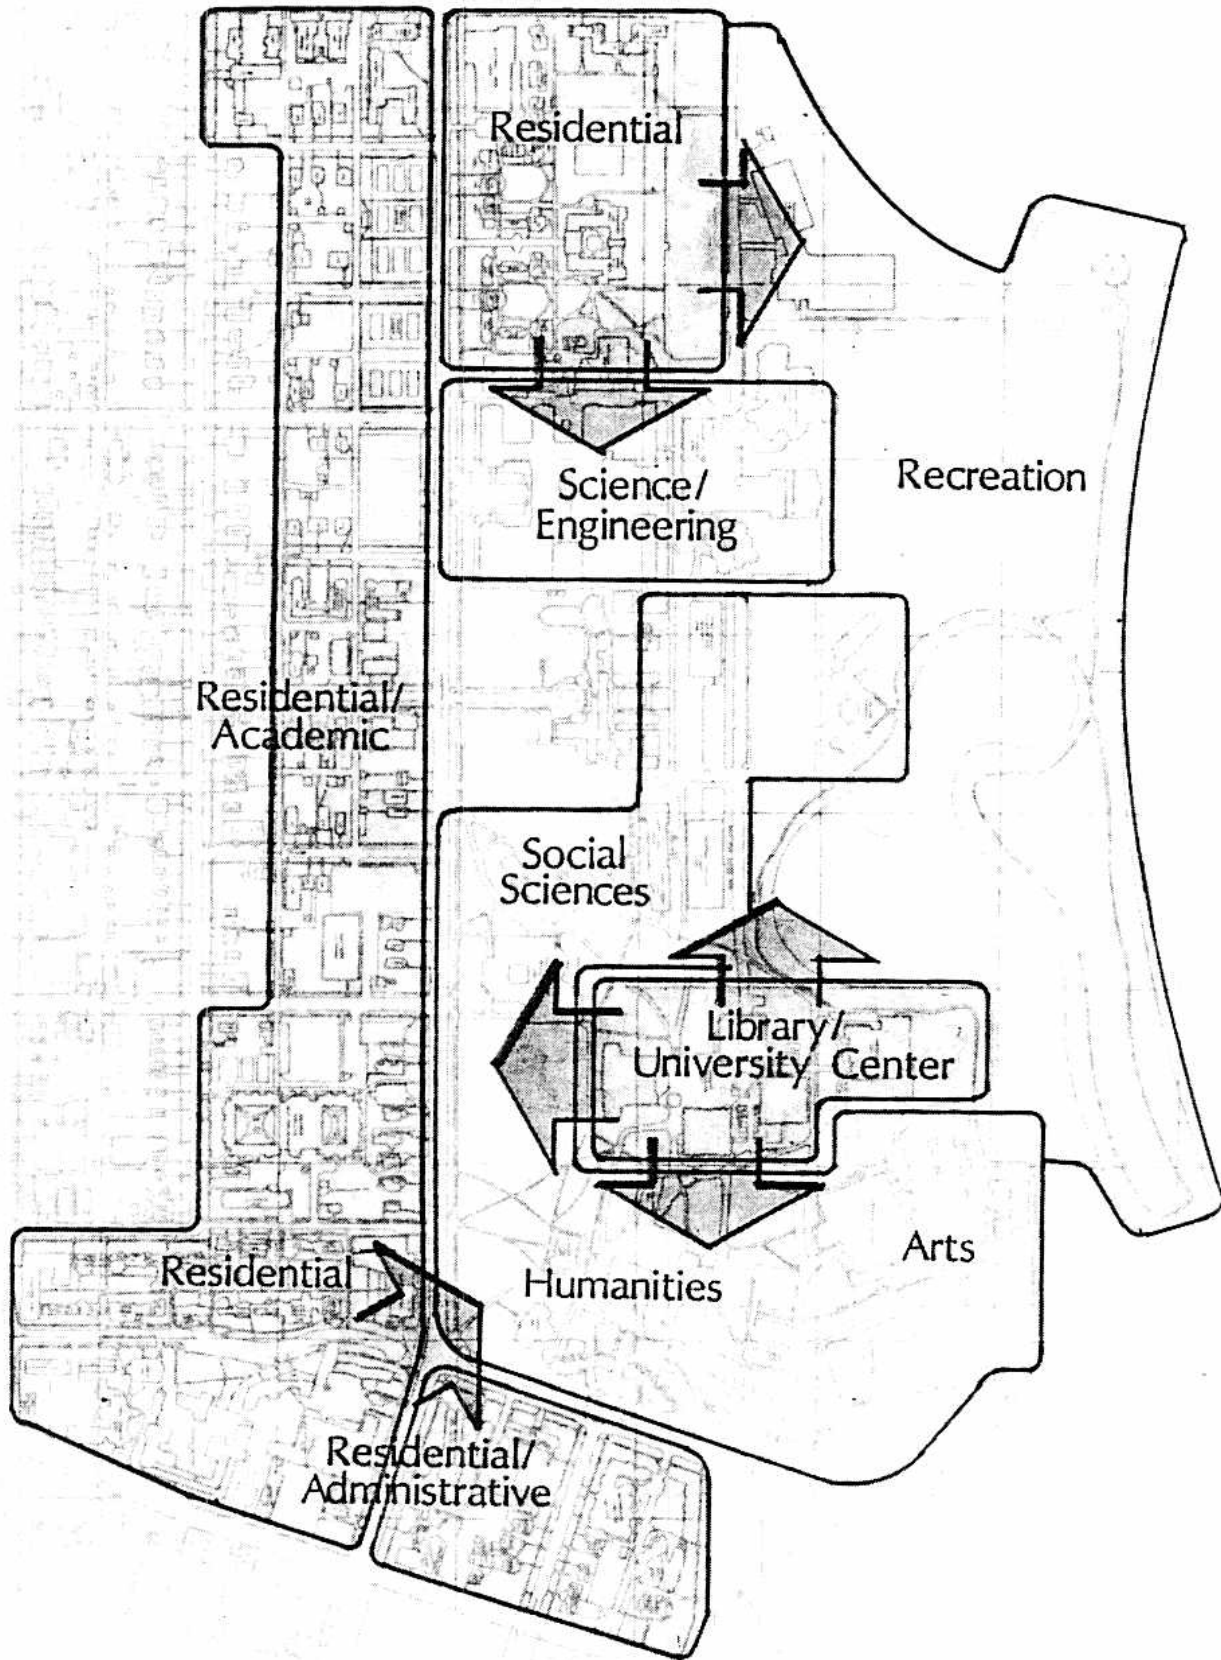 Residential
Science/
Engineering
Recreation
Residential/
Academic
Social
Sciences
Library/
University Center
Residential
Humanities
Arts
Residential/
Administrative